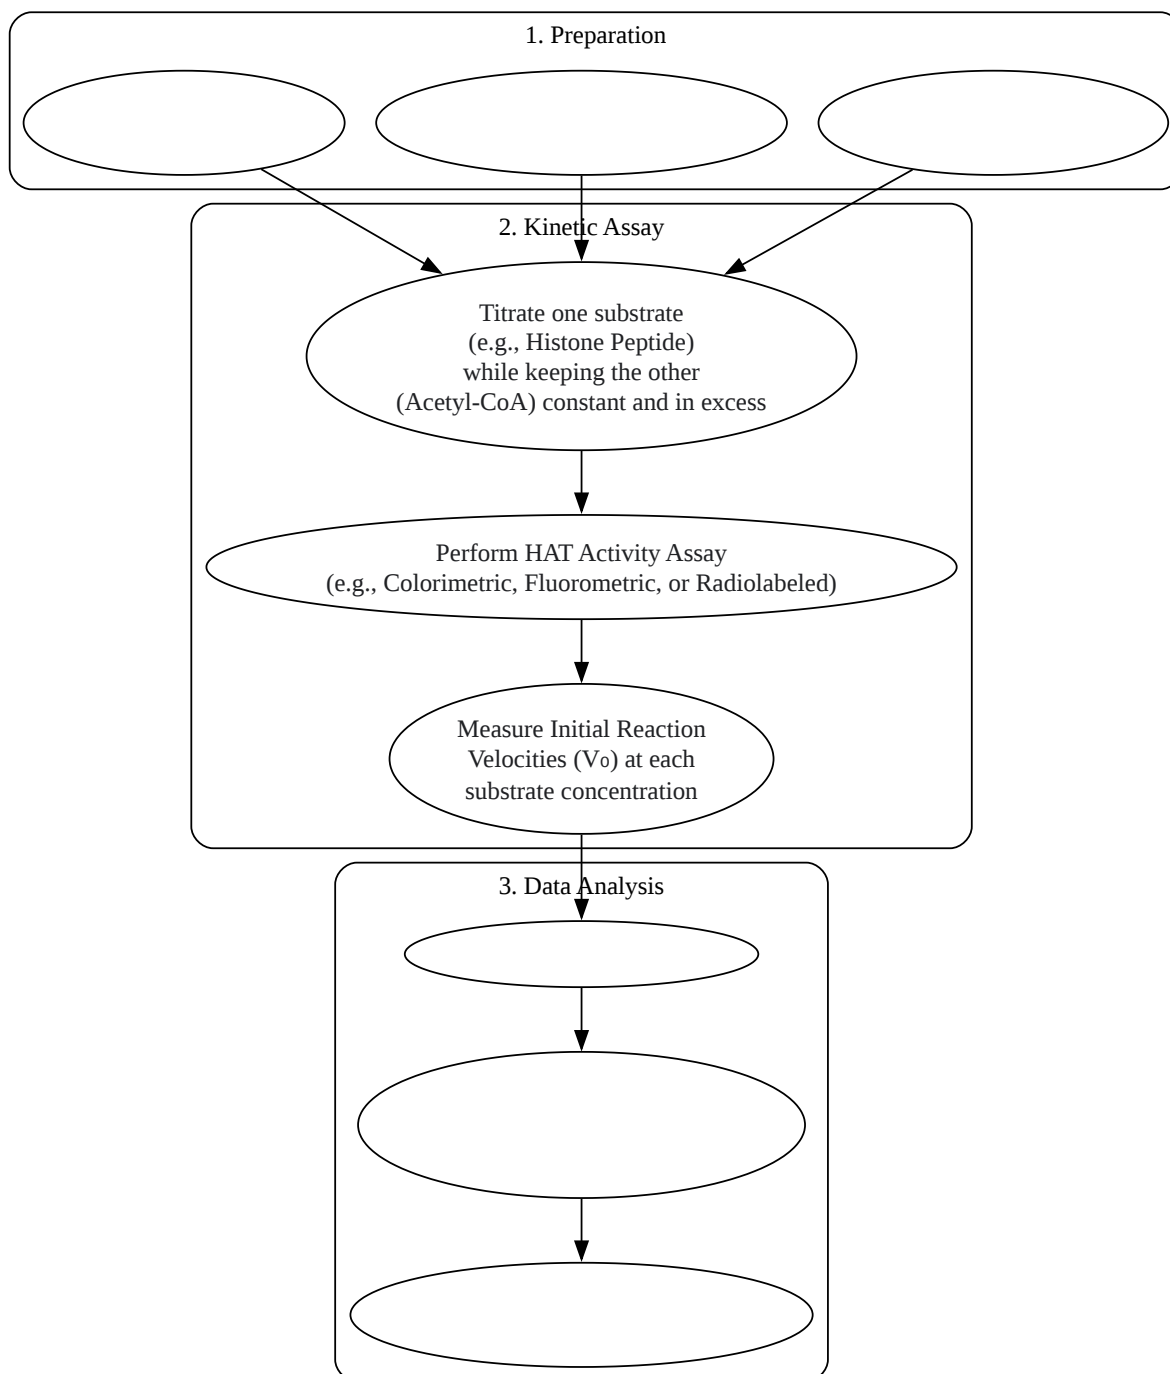 1. Preparation
2. Kinetic Assay
Titrate one substrate
(e.g., Histone Peptide)
while keeping the other
(Acetyl-CoA) constant and in excess
Perform HAT Activity Assay
(e.g., Colorimetric, Fluorometric, or Radiolabeled)
Measure Initial Reaction
Velocities (V₀) at each
substrate concentration
3. Data Analysis